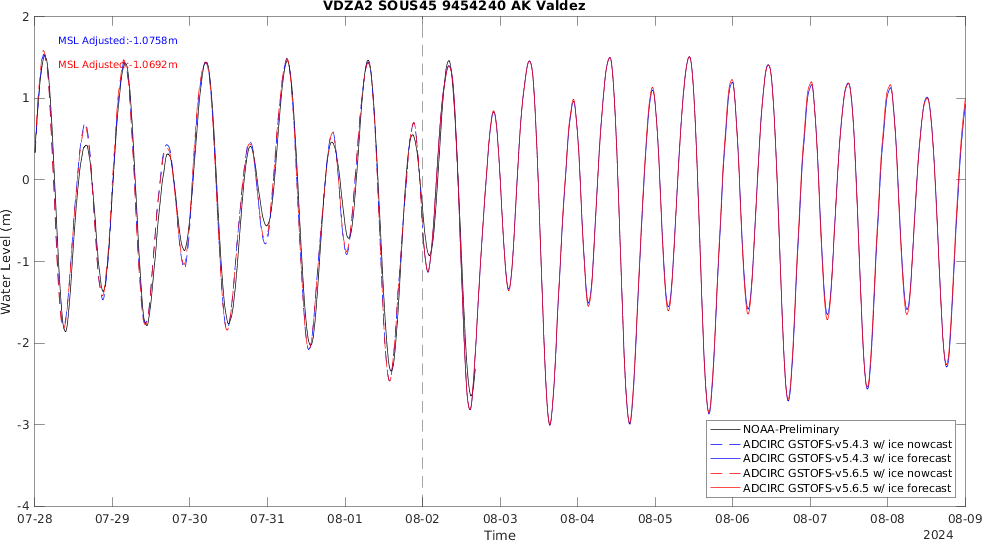 VDZA2 SOUS45 9454240 AK Valdez
MSL Adjusted:-1.0758m
MSL Adjusted:-1.0692m
2
1
0
-1
-2
-3
-4
Water Level (m)
NOAA-Preliminary
ADCIRC GSTOFS-v5.4.3 w/ ice nowcast
ADCIRC GSTOFS-v5.4.3 w/ ice forecast
ADCIRC GSTOFS-v5.6.5 w/ ice nowcast
ADCIRC GSTOFS-v5.6.5 w/ ice forecast
07-28 07-29 07-30 07-31 08-01 08-02 08-03 08-04 08-05 08-06 08-07 08-08 08-09
Time 2024